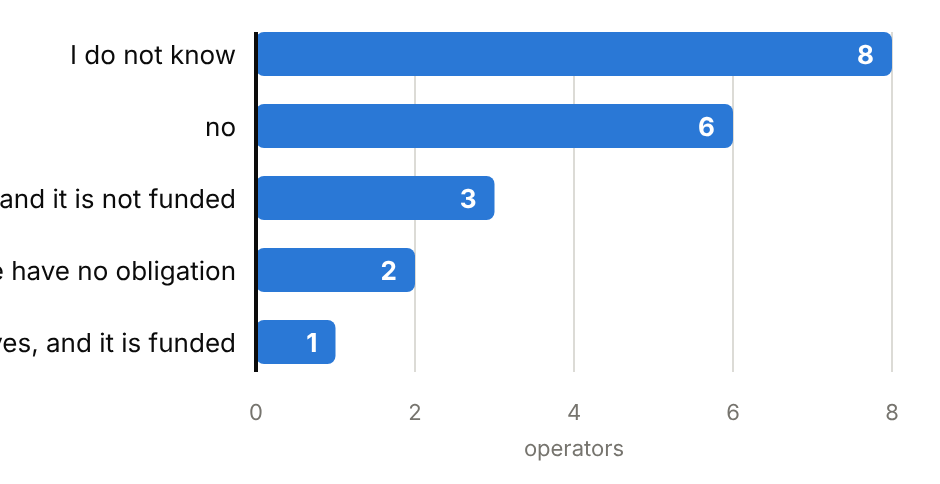 I do not know
8
no
6
and it is not funded
3
have no obligation
2
yes, and it is funded
1
0 2 4 6 8
operators